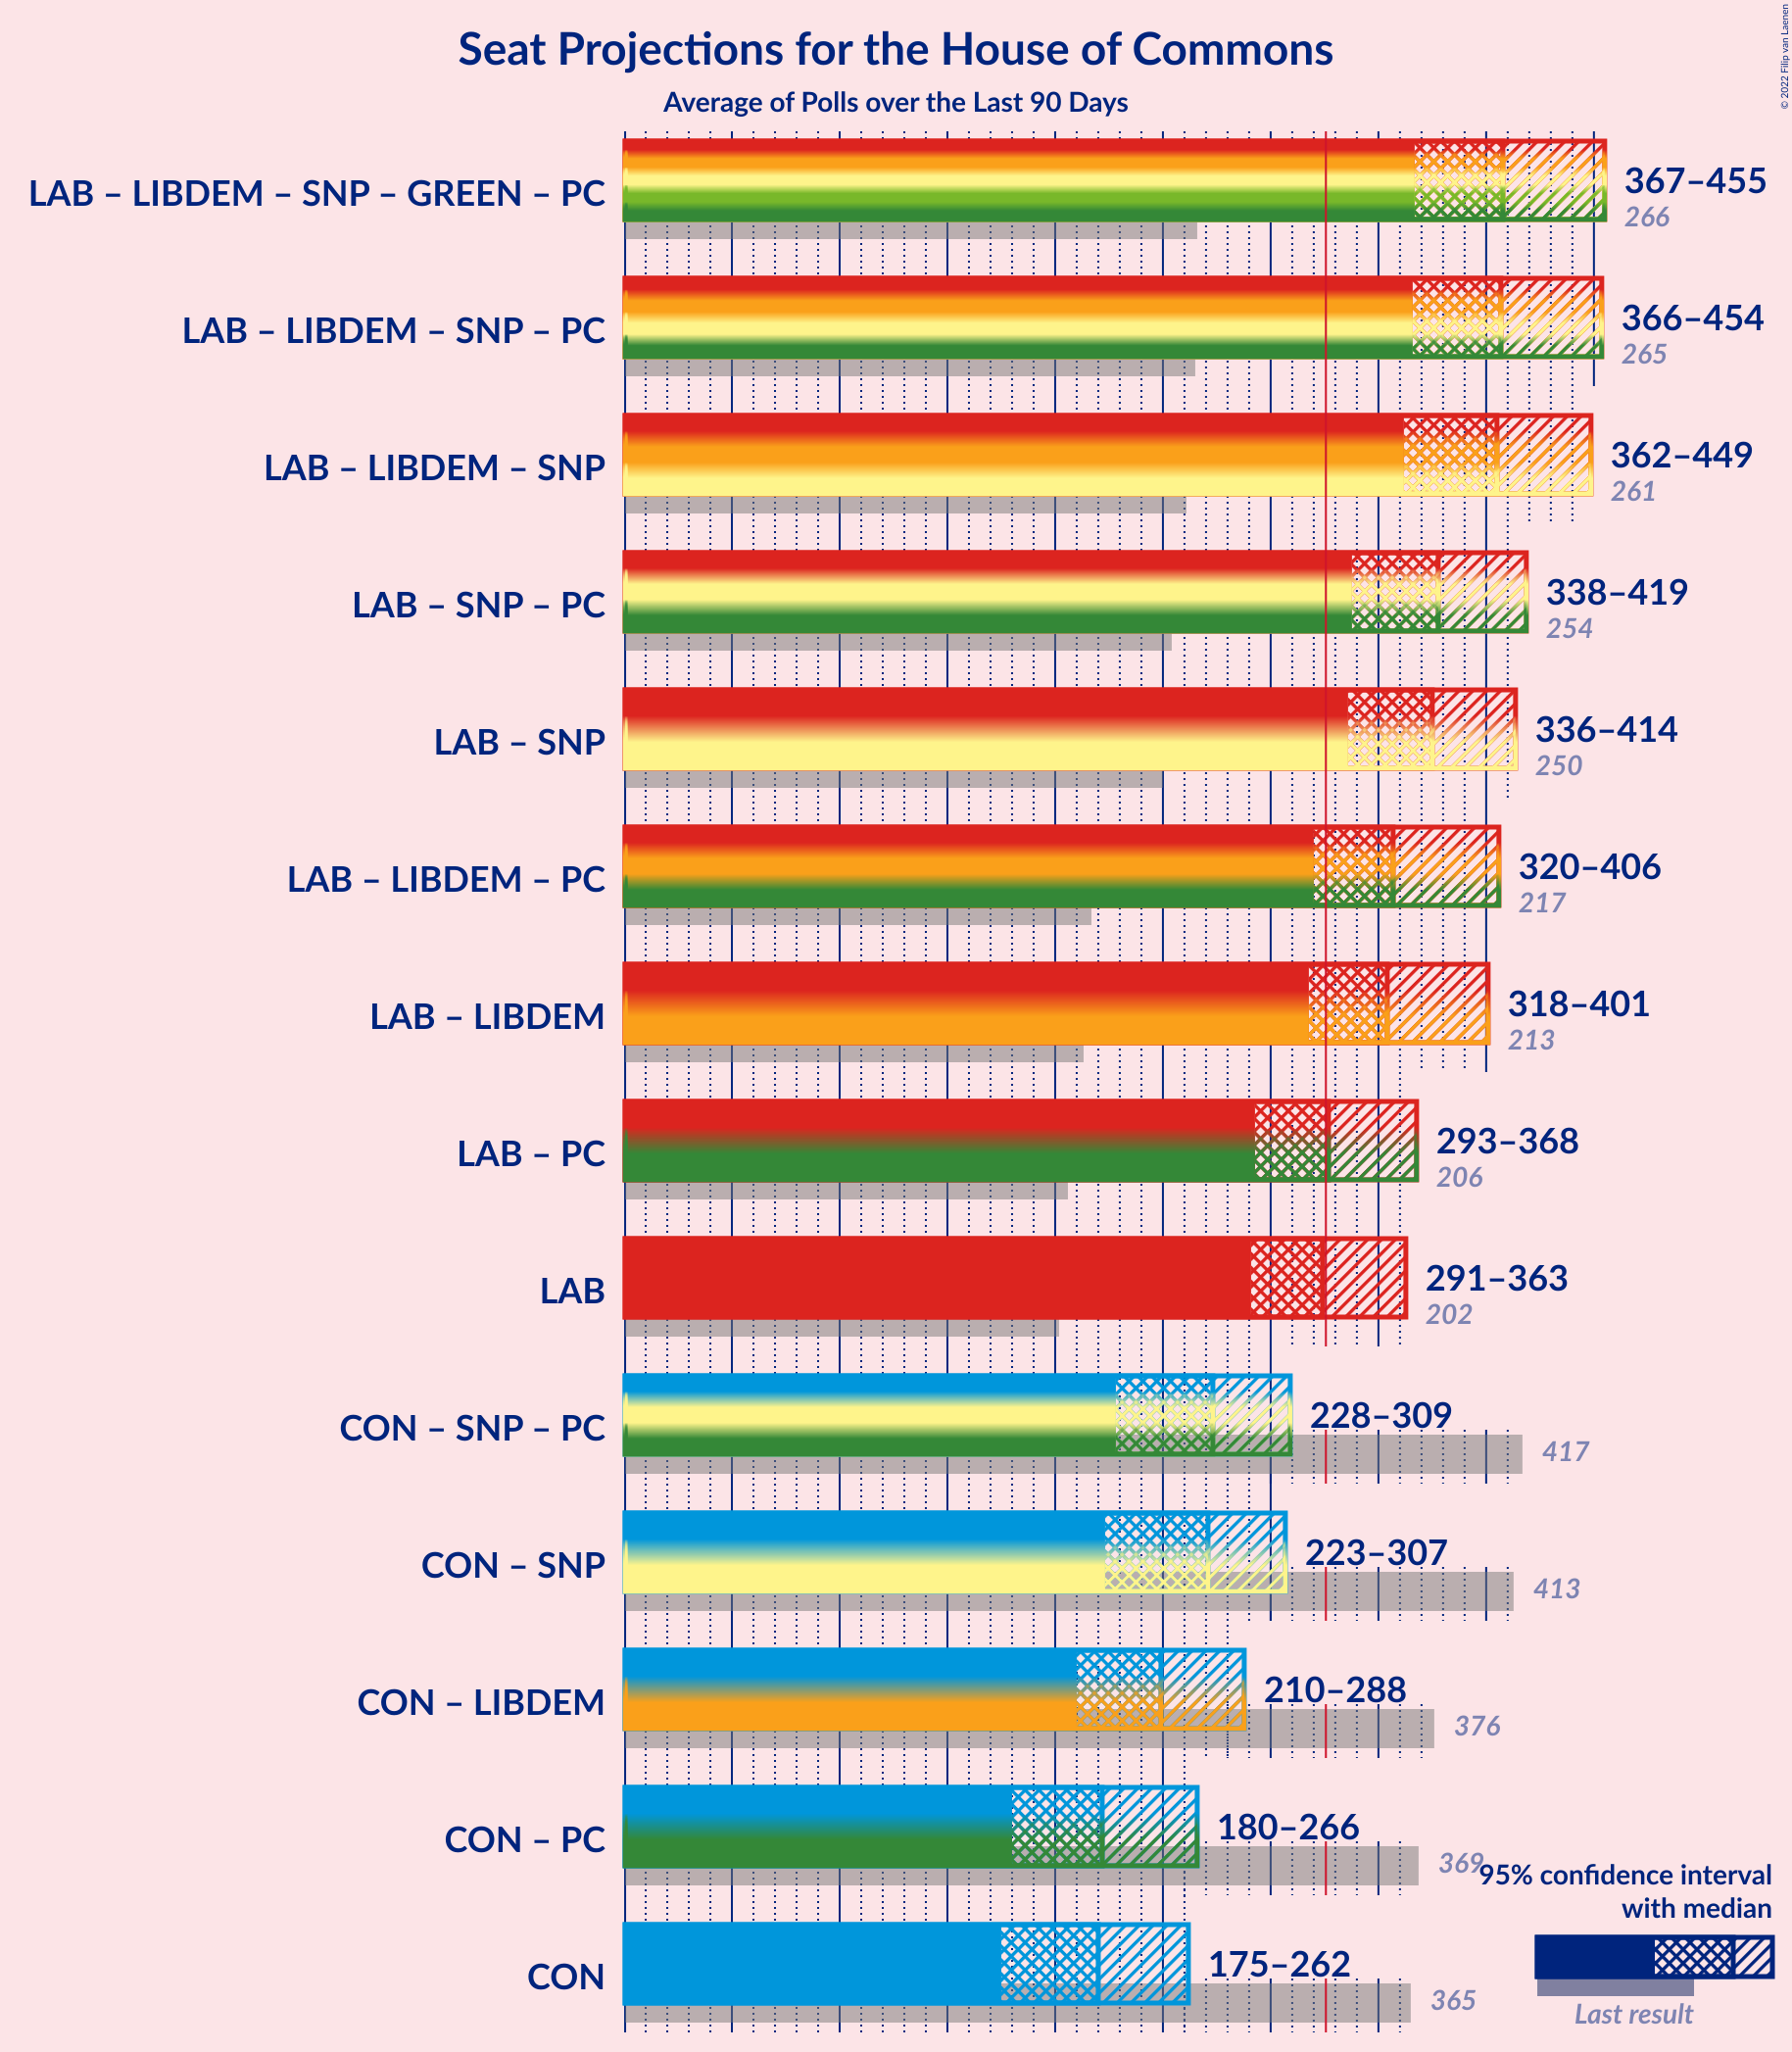 Seat Projections for the House of Commons
Average of Polls over the Last 90 Days
© 2022 Filip van Laenen
LAB – LIBDEM – SNP – GREEN – PC
367–455
266
LAB – LIBDEM – SNP – PC
366–454
265
LAB – LIBDEM – SNP
362–449
261
LAB – SNP – PC
338–419
254
LAB – SNP
336–414
250
LAB – LIBDEM – PC
320–406
217
LAB – LIBDEM
318–401
213
LAB – PC
293–368
206
LAB
291–363
202
CON – SNP – PC
228–309
417
CON – SNP
223–307
413
CON – LIBDEM
210–288
376
CON – PC
180–266
369
CON
175–262
365
95% confidence interval
with median
Last result